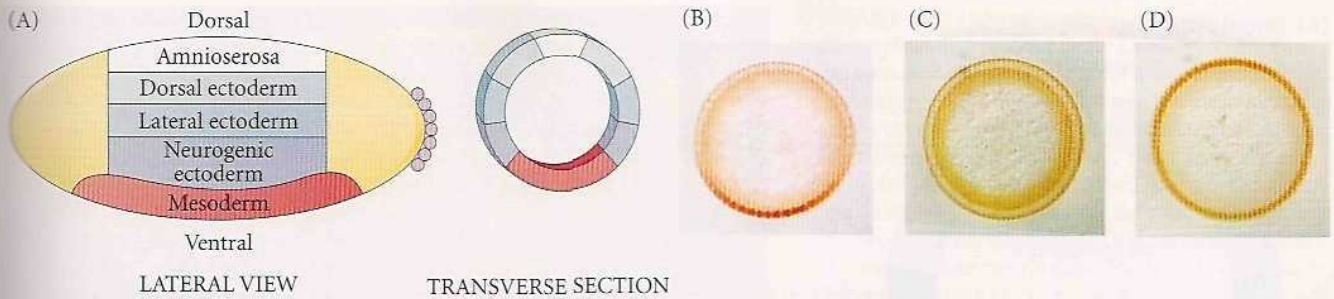 (A)
Dorsal
Amnioserosa
Dorsal ectoderm
Lateral ectoderm
Neurogenic
ectoderm
Mesoderm
Ventral
LATERAL VIEW
TRANSVERSE SECTION
(B)
(C)
(D)